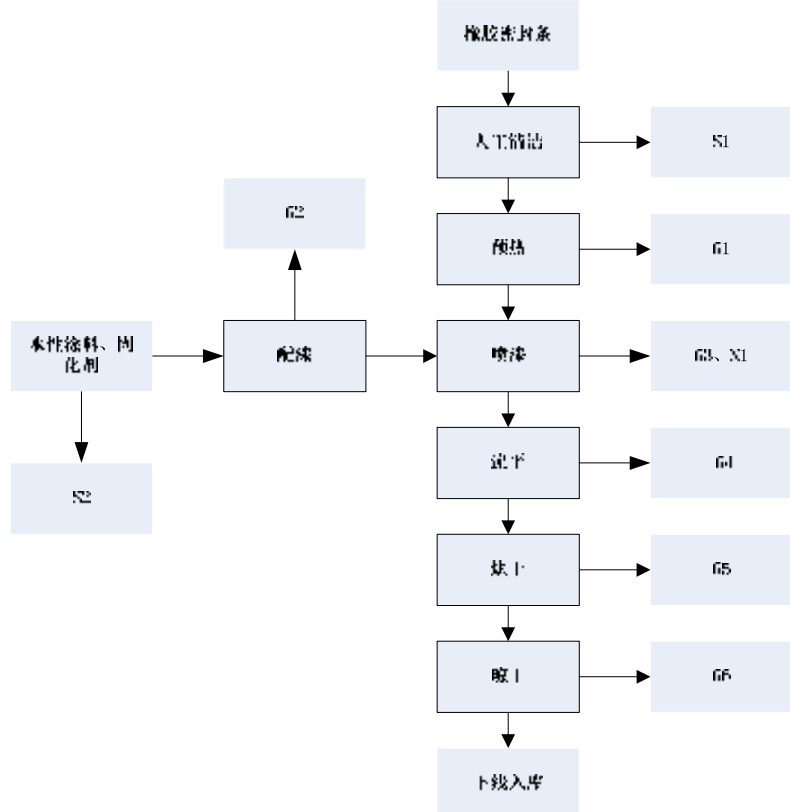 橡胶密封条
人工清洁
S1
G2
预热
G1
水性涂料、固
化剂
配漆
喷漆
G3、N1
流平
G4
S2
烘干
G5
晾干
G6
下线入库